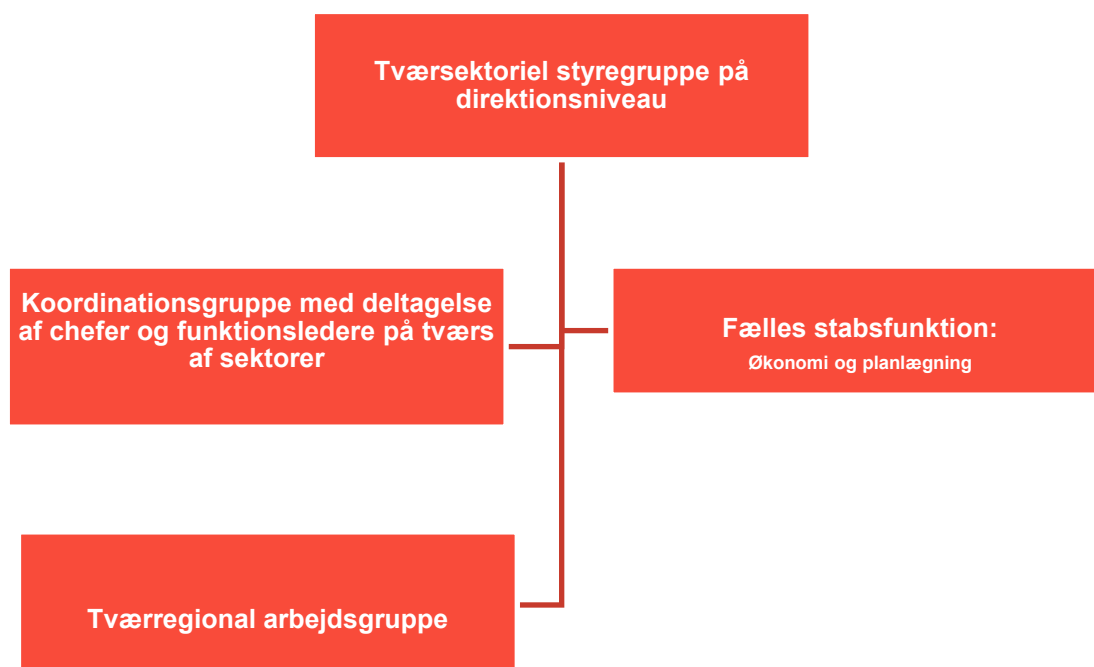 Tværsektoriel styregruppe på
direktionsniveau
Koordinationsgruppe med deltagelse
af chefer og funktionsledere på tværs
af sektorer
Fælles stabsfunktion:
Økonomi og planlægning
Tværregional arbejdsgruppe